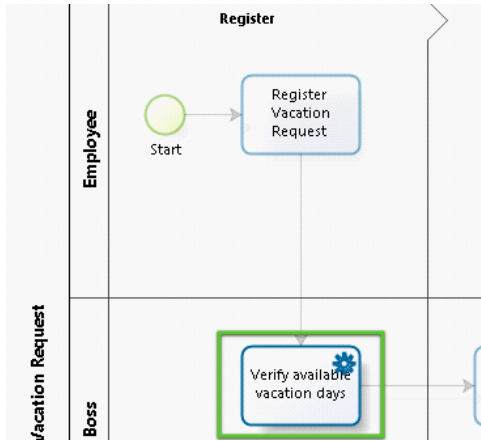 Register
Employee
Start
Register
Vacation
Request
Vacation Request
Boss
Verify available
vacation days